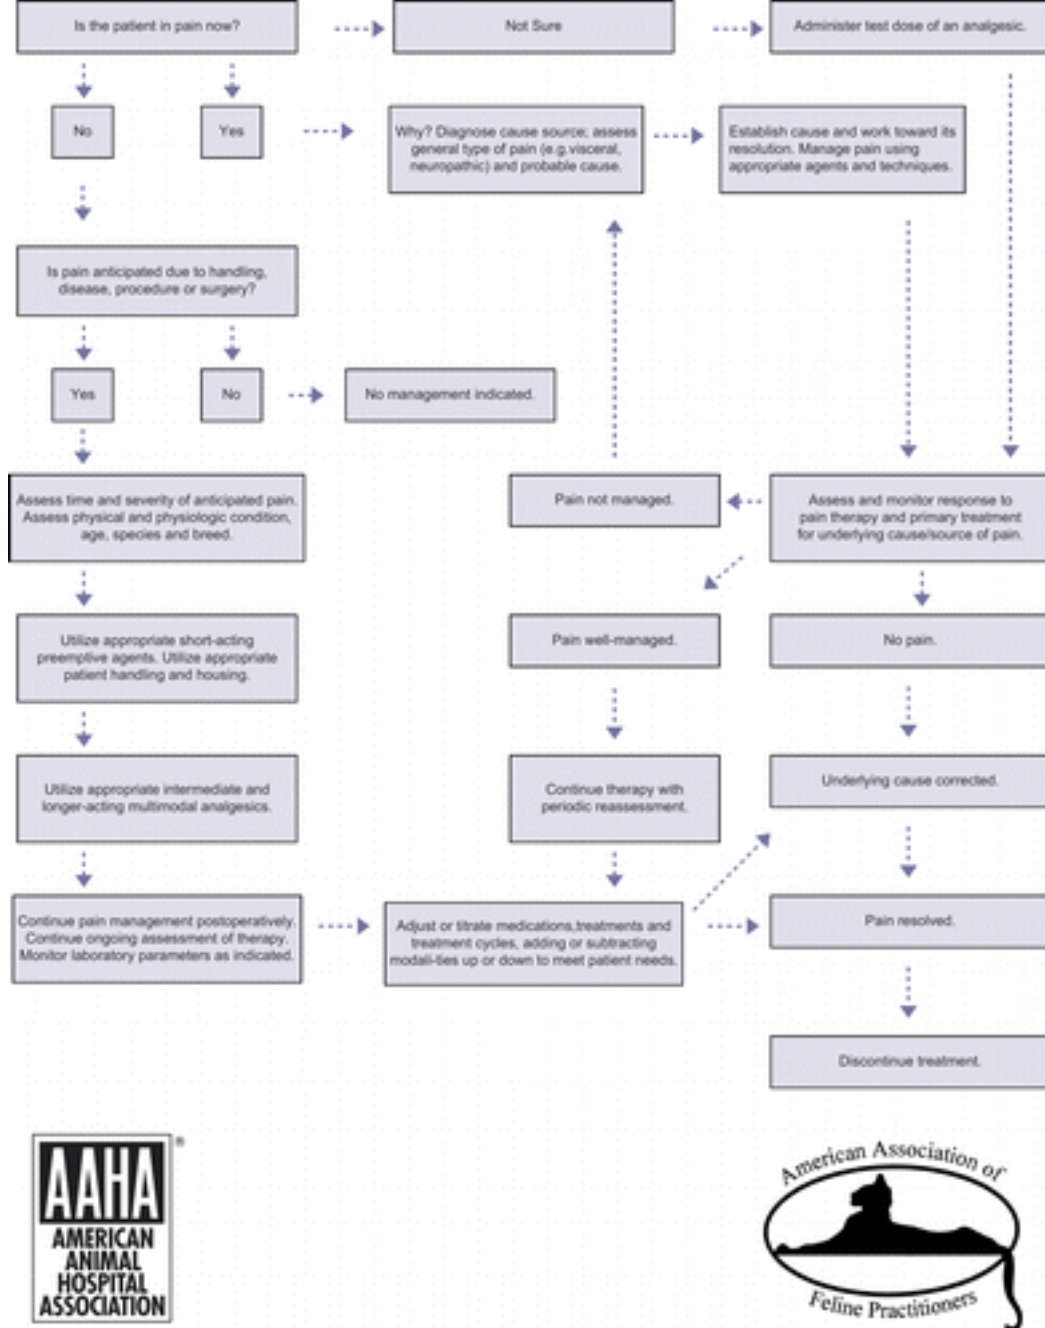 Is the patient in pain now?
Not Sure
Administer test dose of an analgesic.
No
Yes
Why? Diagnose cause source; assess
general type of pain (e.g.visceral,
neuropathic) and probable cause.
Establish cause and work toward its
resolution. Manage pain using
appropriate agents and techniques.
Is pain anticipated due to handling,
disease, procedure or surgery?
Yes
No
No management indicated.
Assess time and severity of anticipated pain.
Assess physical and physiologic condition,
age, species and breed.
Pain not managed.
Assess and monitor response to
pain therapy and primary treatment
for underlying cause/source of pain.
Utilize appropriate short-acting
preemptive agents. Utilize appropriate
patient handling and housing.
Pain well-managed.
No pain.
Utilize appropriate intermediate and
longer-acting multimodal analgesics.
Continue therapy with
periodic reassessment.
Underlying cause corrected.
Continue pain management postoperatively.
Continue ongoing assessment of therapy.
Monitor laboratory parameters as indicated.
Adjust or titrate medications,treatments and
treatment cycles, adding or subtracting
modali-ties up or down to meet patient needs.
Pain resolved.
Discontinue treatment.
AAHA
®
AMERICAN
ANIMAL
HOSPITAL
ASSOCIATION
American Association of
Feline Practitioners